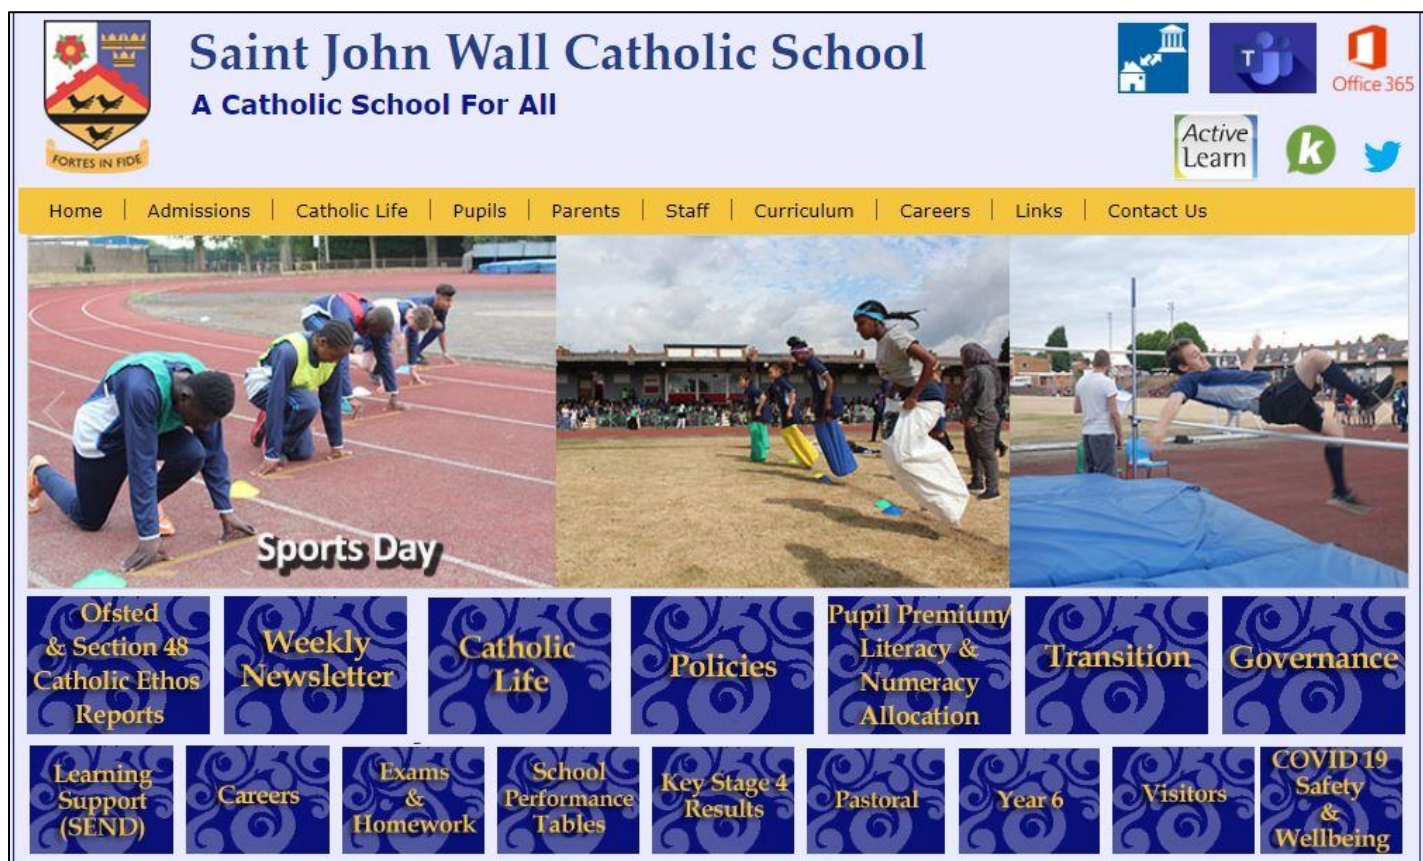 Saint John Wall Catholic School
A Catholic School For All
FORTES IN FIDE
T
Office 365
Active
Learn
k
Home | Admissions | Catholic Life | Pupils | Parents | Staff | Curriculum | Careers | Links | Contact Us
Sports Day
Ofsted
& Section 48
Catholic Ethos
Reports
Weekly
Newsletter
Catholic
Life
Policies
Pupil Premium/
Literacy &
Numeracy
Allocation
Transition
Governance
Learning
Support
(SEND)
Careers
Exams
&
Homework
School
Performance
Tables
Key Stage 4
Results
Pastoral
Year 6
Visitors
COVID 19
Safety
&
Wellbeing